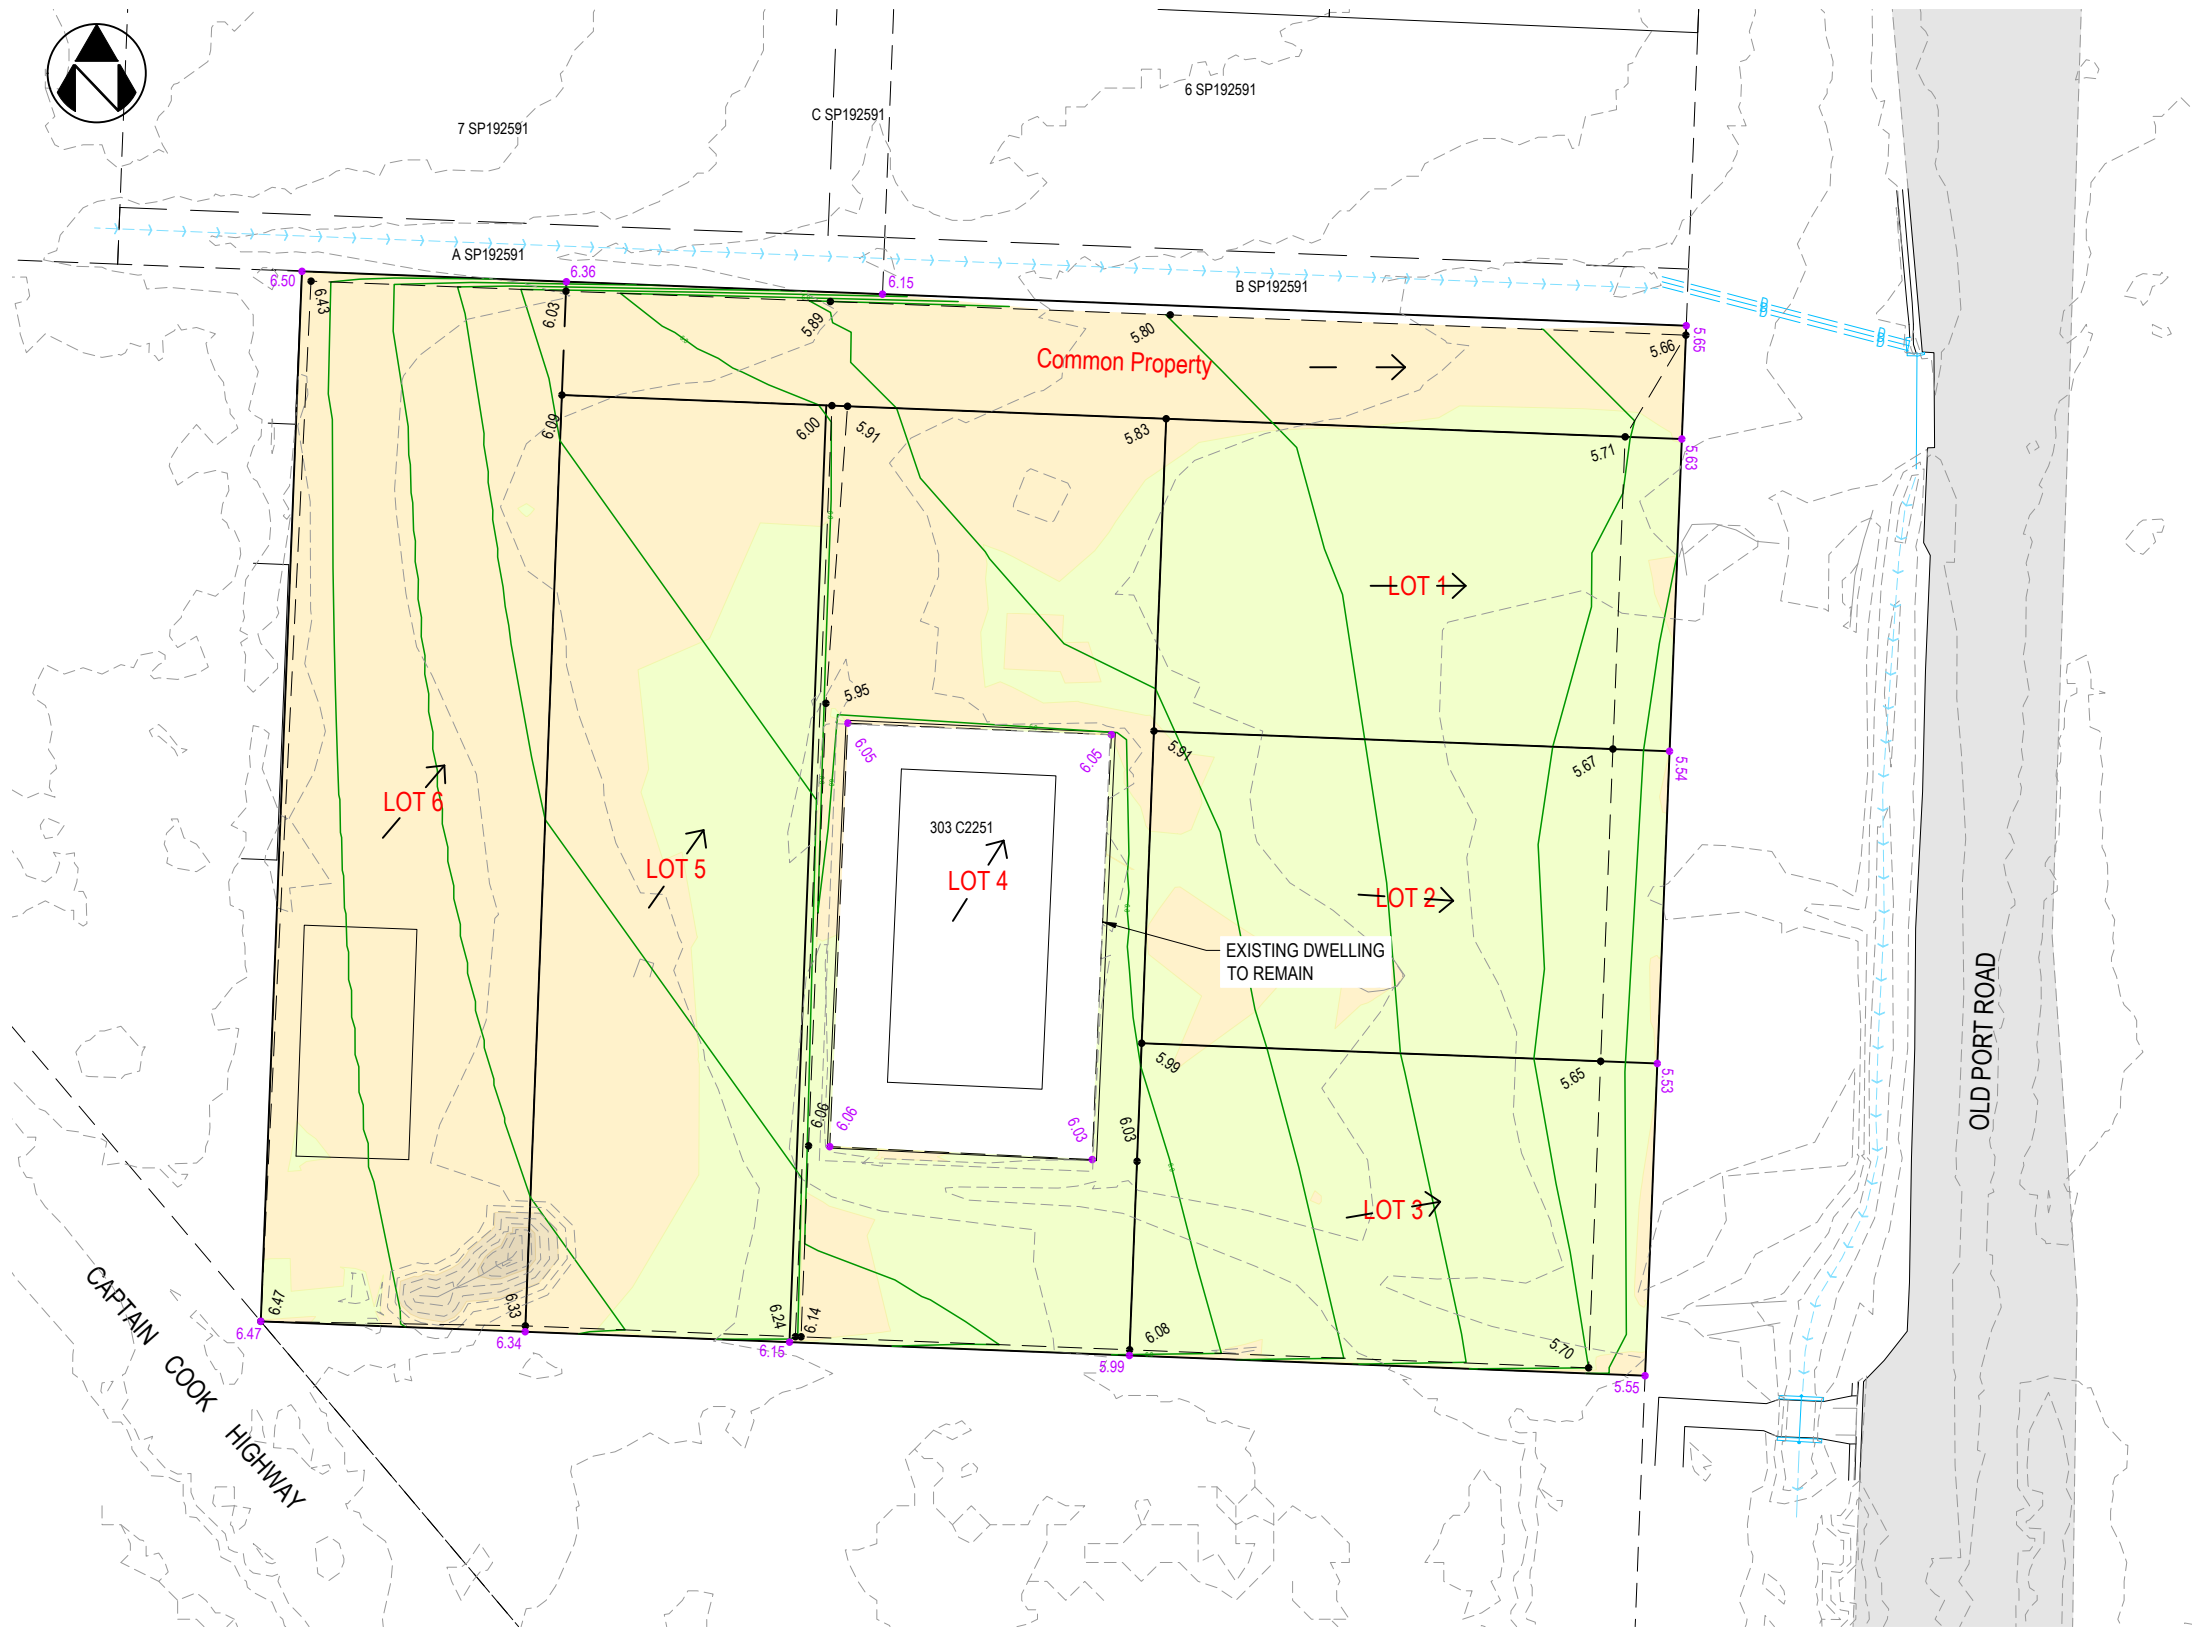 N
6 SP192591
C SP192591
7 SP192591
A SP192591
B SP192591
6.50
6.43
6.36
6.03
6.15
5.89
5.80
5.65
5.66
Common Property
6.09
6.00
5.91
5.83
5.71
5.63
LOT 1
5.95
6.05
6.05
5.91
5.67
5.54
LOT 6
LOT 5
303 C2251
LOT 4
LOT 2
EXISTING DWELLING
TO REMAIN
OLD PORT ROAD
6.06
6.06
6.03
6.03
5.99
5.65
5.53
LOT 3
CAPTAIN COOK HIGHWAY
6.47
6.47
6.33
6.34
6.24
6.14
6.15
6.08
5.99
5.70
5.55
D
D
D
D
D
D